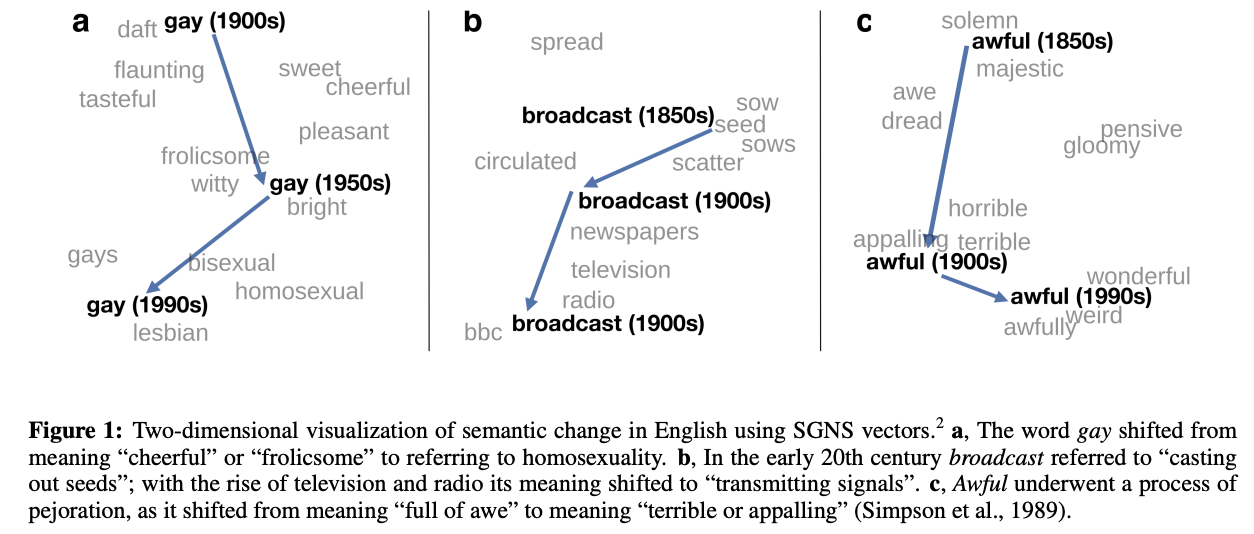 a
daft gay (1900s)
flaunting
sweet
tasteful
cheerful
pleasant
frolicsome
witty
gay (1950s)
bright
gays
bisexual
homosexual
gay (1990s)
lesbian
b
spread
broadcast (1850s)
sow
seed
sows
circulated
scatter
broadcast (1900s)
newspapers
television
radio
bbc
broadcast (1900s)
c
solemn
awful (1850s)
majestic
awe
dread
pensive
gloomy
horrible
appalling
terrible
awful (1900s)
wonderful
awful (1990s)
weird
awfully
Figure 1: Two-dimensional visualization of semantic change in English using SGNS vectors.2 a, The word gay shifted from
meaning “cheerful” or “frolicsome” to referring to homosexuality. b, In the early 20th century broadcast referred to “casting
out seeds”; with the rise of television and radio its meaning shifted to “transmitting signals”. c, Awful underwent a process of
pejoration, as it shifted from meaning “full of awe” to meaning “terrible or appalling” (Simpson et al., 1989).